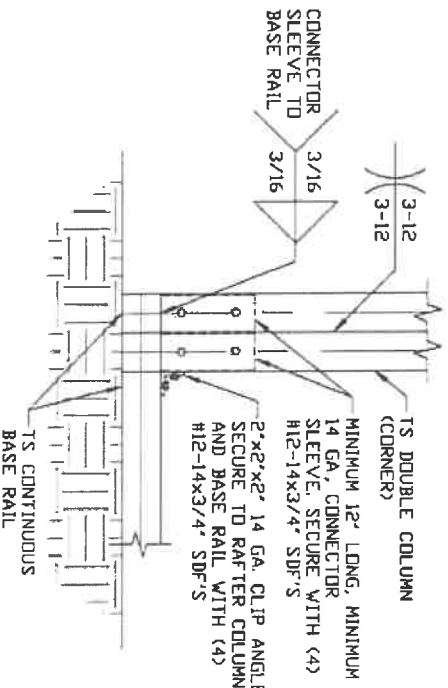 CONNECTOR
SLEEVE TO
BASE RAIL
3/16
3/16
3-12
3-12
TS DOUBLE COLUMN
(CORNER)
MINIMUM 12" LONG, MINIMUM
14 GA, CONNECTOR
SLEEVE. SECURE WITH (4)
#12-14x3/4" SDF'S
2"x2"x2" 14 GA. CLIP ANGLE
SECURE TO RAFTER COLUMN
AND BASE RAIL WITH (4)
#12-14x3/4" SDF'S
TS CONTINUOUS
BASE RAIL